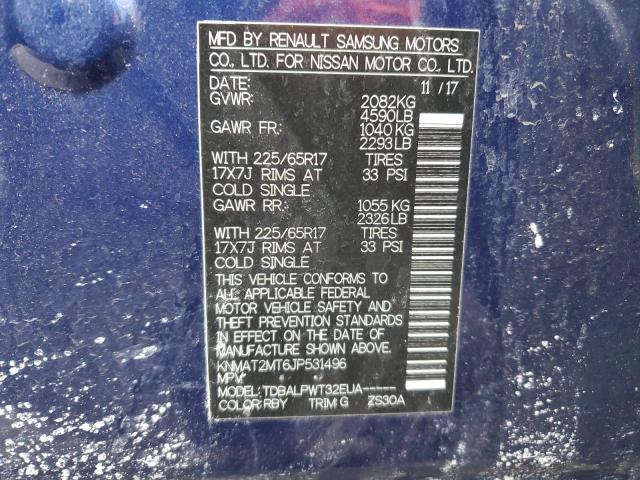 MFD BY RENAULT SAMSUNG MOTORS
CO., LTD. FOR NISSAN MOTOR CO., LTD.
DATE: 11 / 17
GVWR: 2082KG
4590LB
GAWR FR: 1040 KG
2293 LB
WITH 225/65R17 TIRES
17X7J RIMS AT 33 PSI
COLD SINGLE
GAWR RR: 1055 KG
2326 LB
WITH 225/65R17 TIRES
17X7J RIMS AT 33 PSI
COLD SINGLE
THIS VEHICLE CONFORMS TO
ALL APPLICABLE FEDERAL
MOTOR VEHICLE SAFETY AND
THEFT PREVENTION STANDARDS
IN EFFECT ON THE DATE OF
MANUFACTURE SHOWN ABOVE.
KNMAT2MT6JP531496
MPV
MODEL: TDBALPWT32EUA-----
COLOR:RBY TRIM:G ZS30A